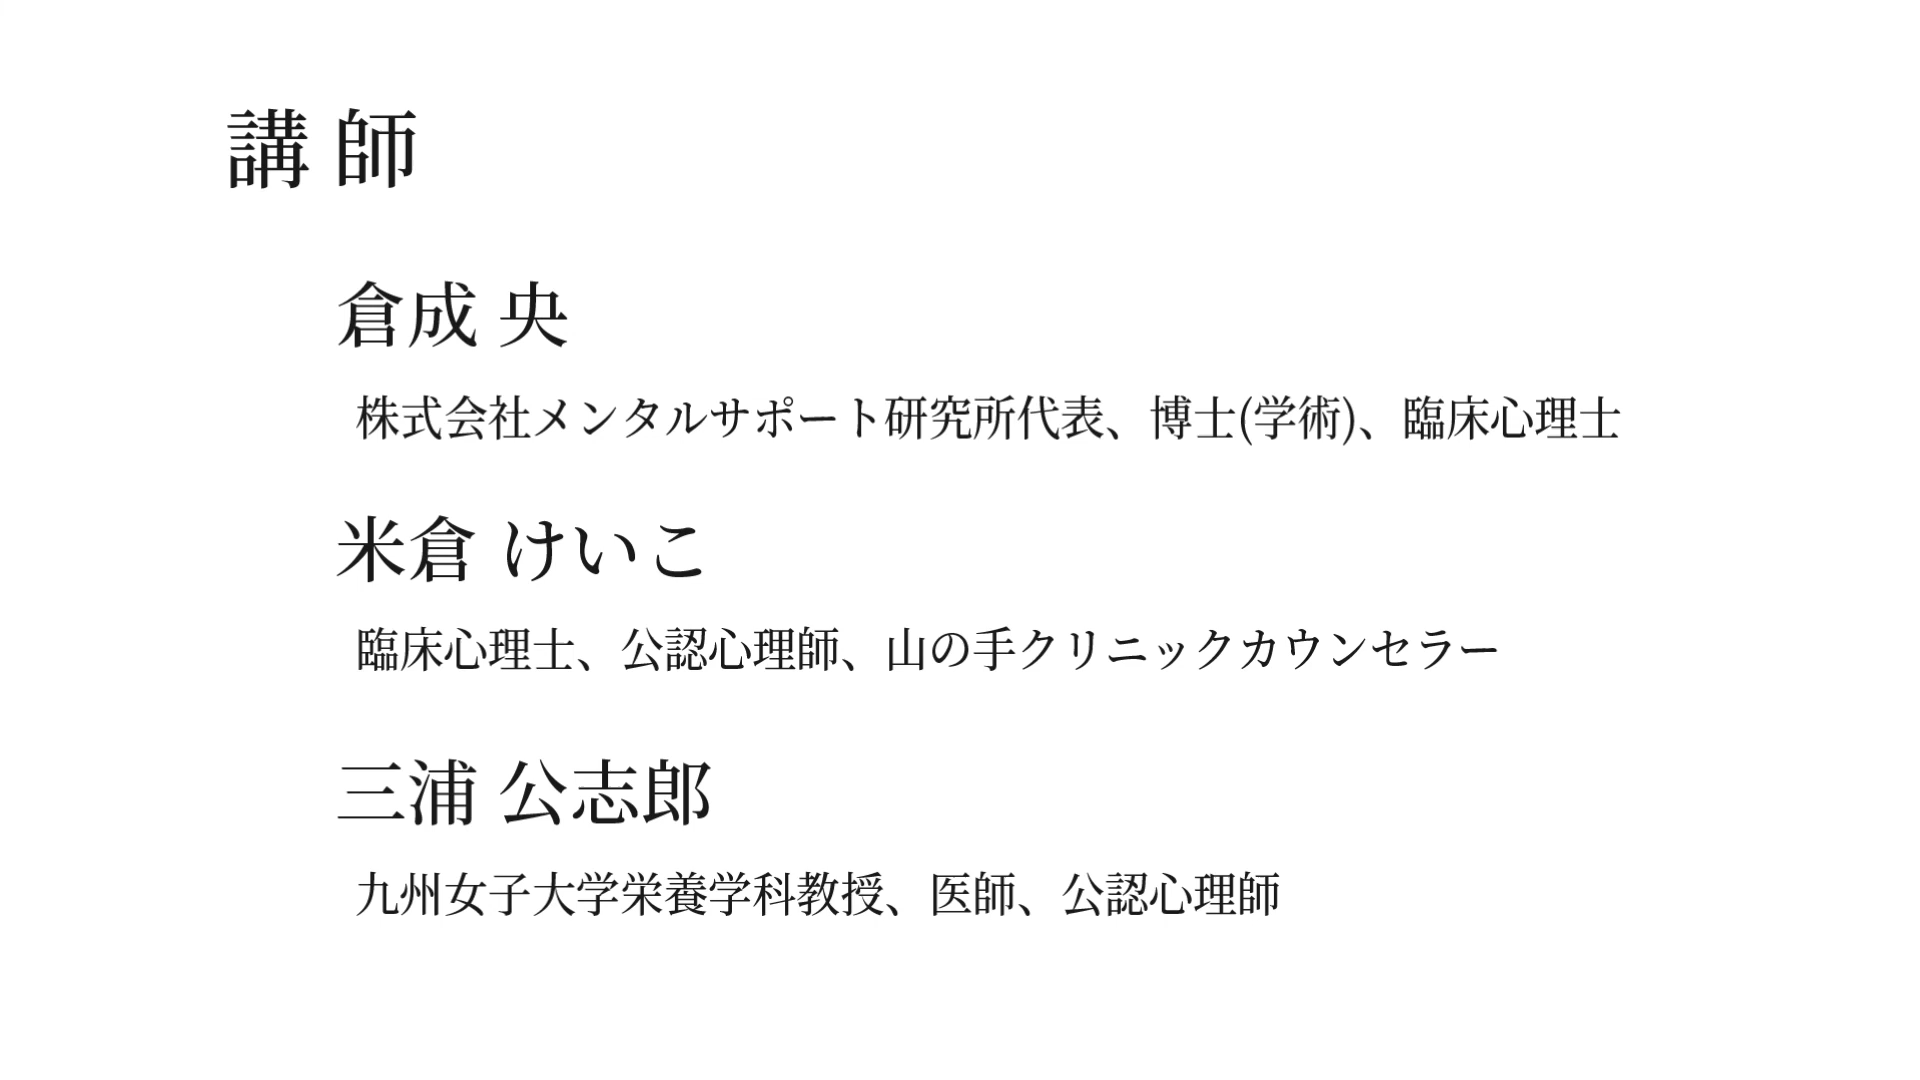 講 師
倉成 央
株式会社メンタルサポート研究所代表、博士(学術)、臨床心理士
米倉 けいこ
臨床心理士、公認心理師、山の手クリニックカウンセラー
三浦 公志郎
九州女子大学栄養学科教授、医師、公認心理師